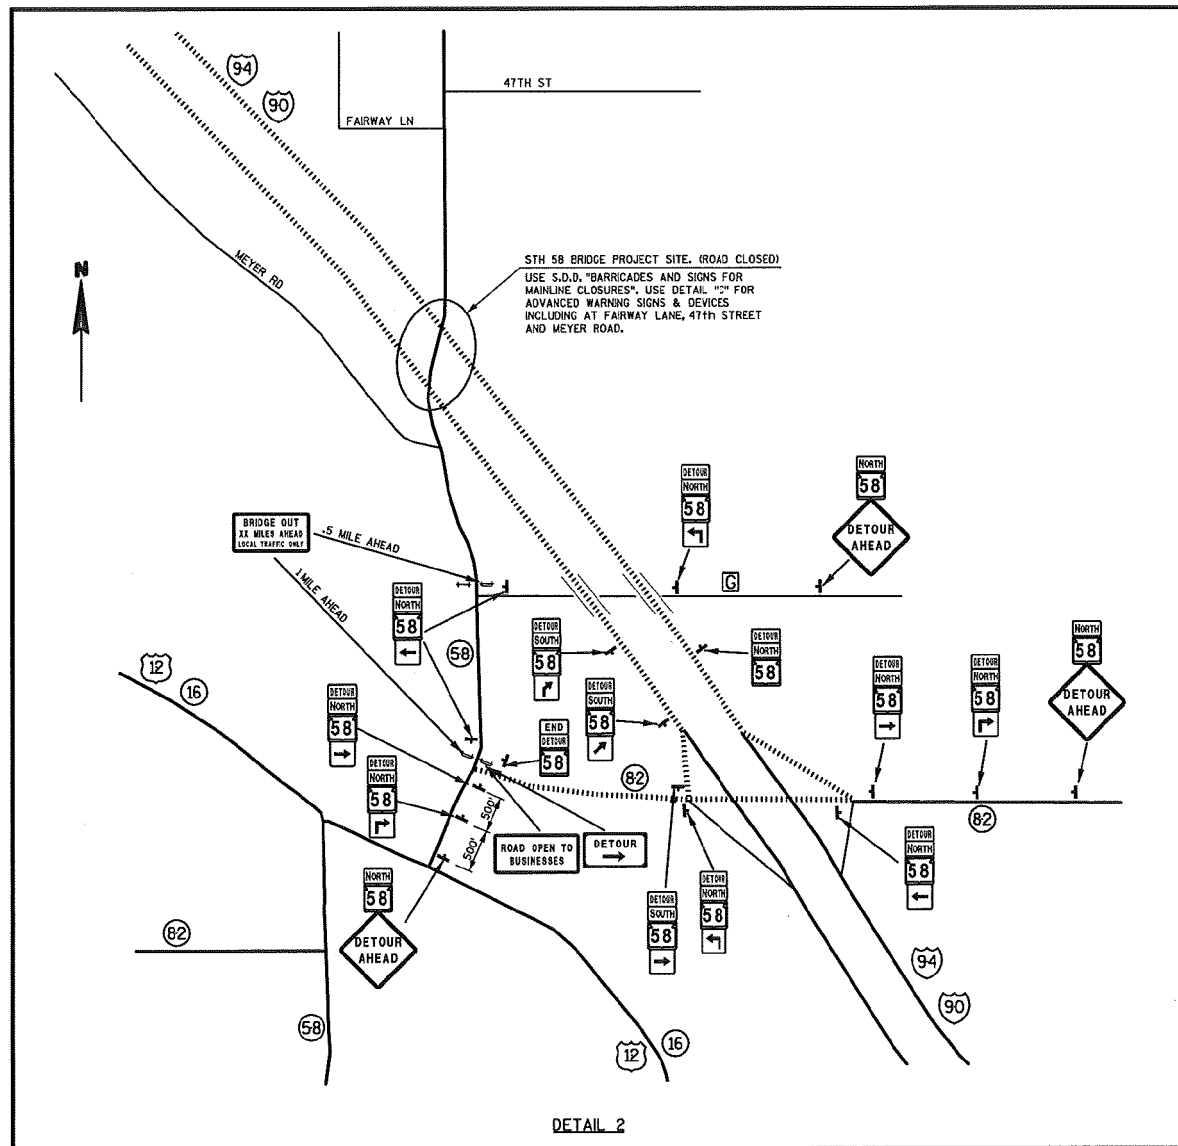 94
90
47TH ST
FAIRWAY LN
MEYER RD
N
STH 58 BRIDGE PROJECT SITE. (ROAD CLOSED)
USE S.D.D. "BARRICADES AND SIGNS FOR
MAINLINE CLOSURES". USE DETAIL FOR
ADVANCED WARNING SIGNS & DEVICES
INCLUDING AT FAIRWAY LANE, 47th STREET
AND MEYER ROAD.
NORTH
58
DETOUR
AHEAD
DETOUR
NORTH
58
BRIDGE OUT
XX MILES AHEAD
LOCAL TRAFFIC ONLY
.5 MILE AHEAD
1 MILE AHEAD
G
DETOUR
NORTH
58
58
DETOUR
SOUTH
58
DETOUR
NORTH
58
NORTH
58
DETOUR
AHEAD
12
16
DETOUR
NORTH
58
DETOUR
SOUTH
58
END
DETOUR
58
DETOUR
NORTH
58
DETOUR
NORTH
58
DETOUR
NORTH
58
82
500'
500'
82
ROAD OPEN TO
BUSINESSES
DETOUR
NORTH
58
DETOUR
AHEAD
DETOUR
SOUTH
58
DETOUR
NORTH
58
DETOUR
NORTH
58
82
94
90
58
12
16
DETAIL 2